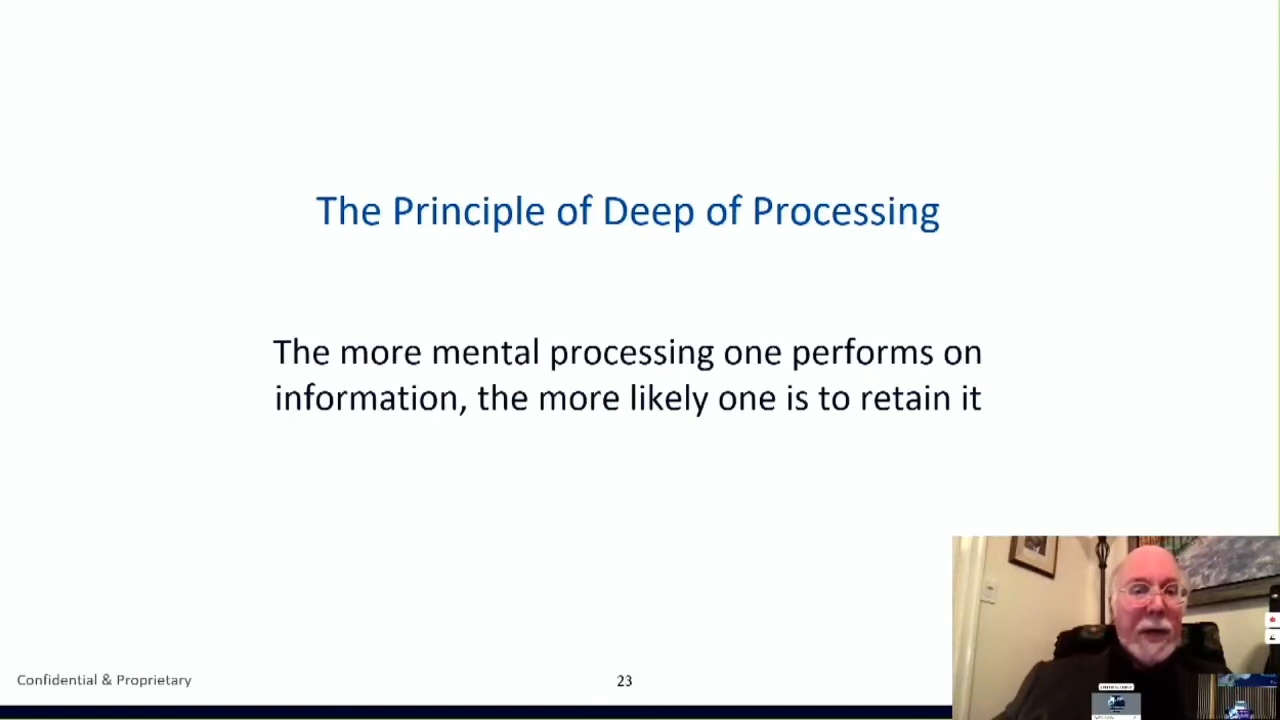 The Principle of Deep of Processing
The more mental processing one performs on
information, the more likely one is to retain it
Confidential & Proprietary
23